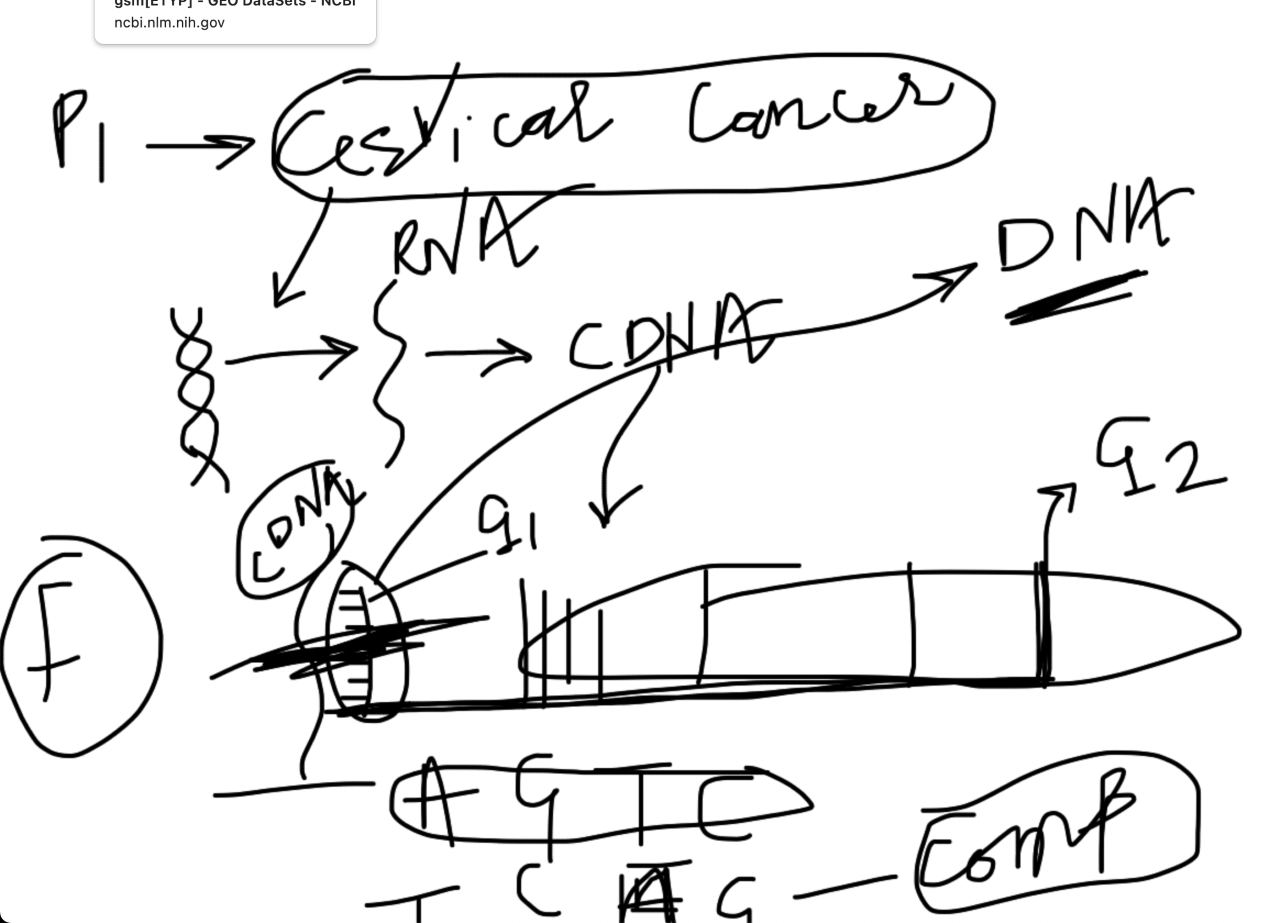 gsm[ETYP] - GEO DataSets - NCBI
ncbi.nlm.nih.gov
P1 → Cervical Cancer
RNA
DNA
CDNA
CDNA
g1
g2
F
A G T C
T C A G — Comp